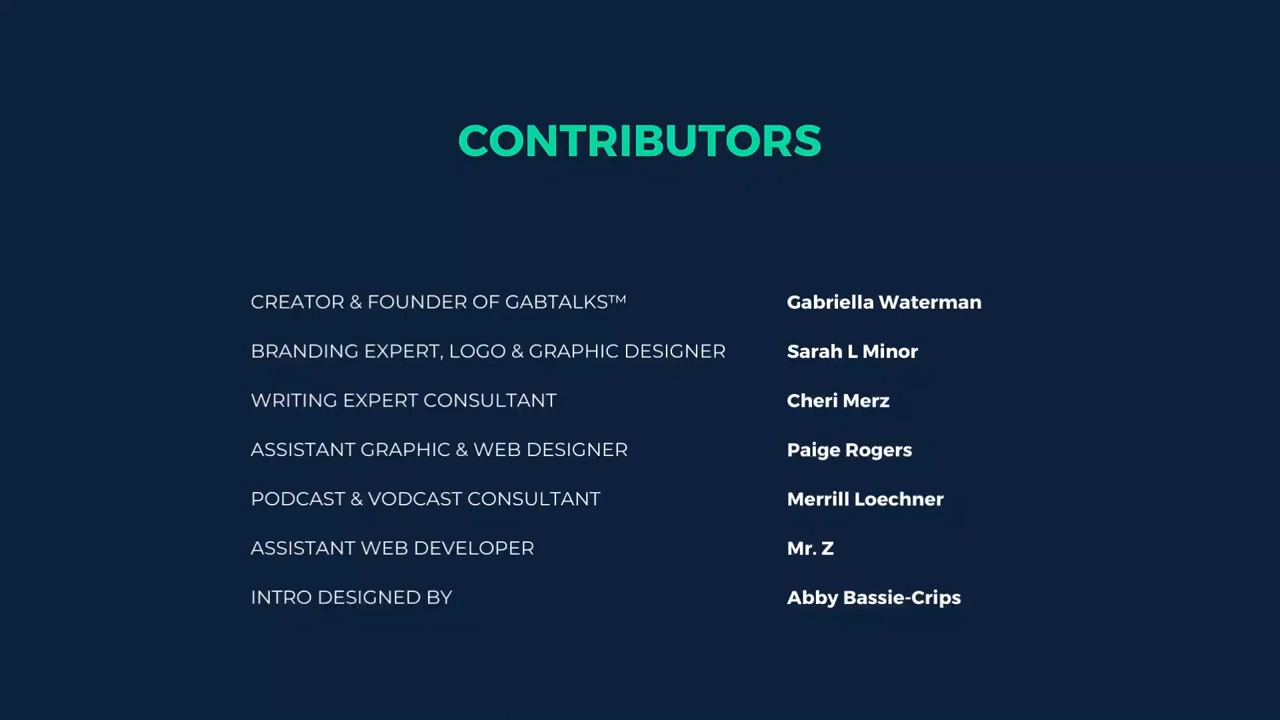 CONTRIBUTORS
CREATOR & FOUNDER OF GABTALKS™ Gabriella Waterman
BRANDING EXPERT, LOGO & GRAPHIC DESIGNER Sarah L Minor
WRITING EXPERT CONSULTANT Cheri Merz
ASSISTANT GRAPHIC & WEB DESIGNER Paige Rogers
PODCAST & VODCAST CONSULTANT Merrill Loechner
ASSISTANT WEB DEVELOPER Mr. Z
INTRO DESIGNED BY Abby Bassie-Crips